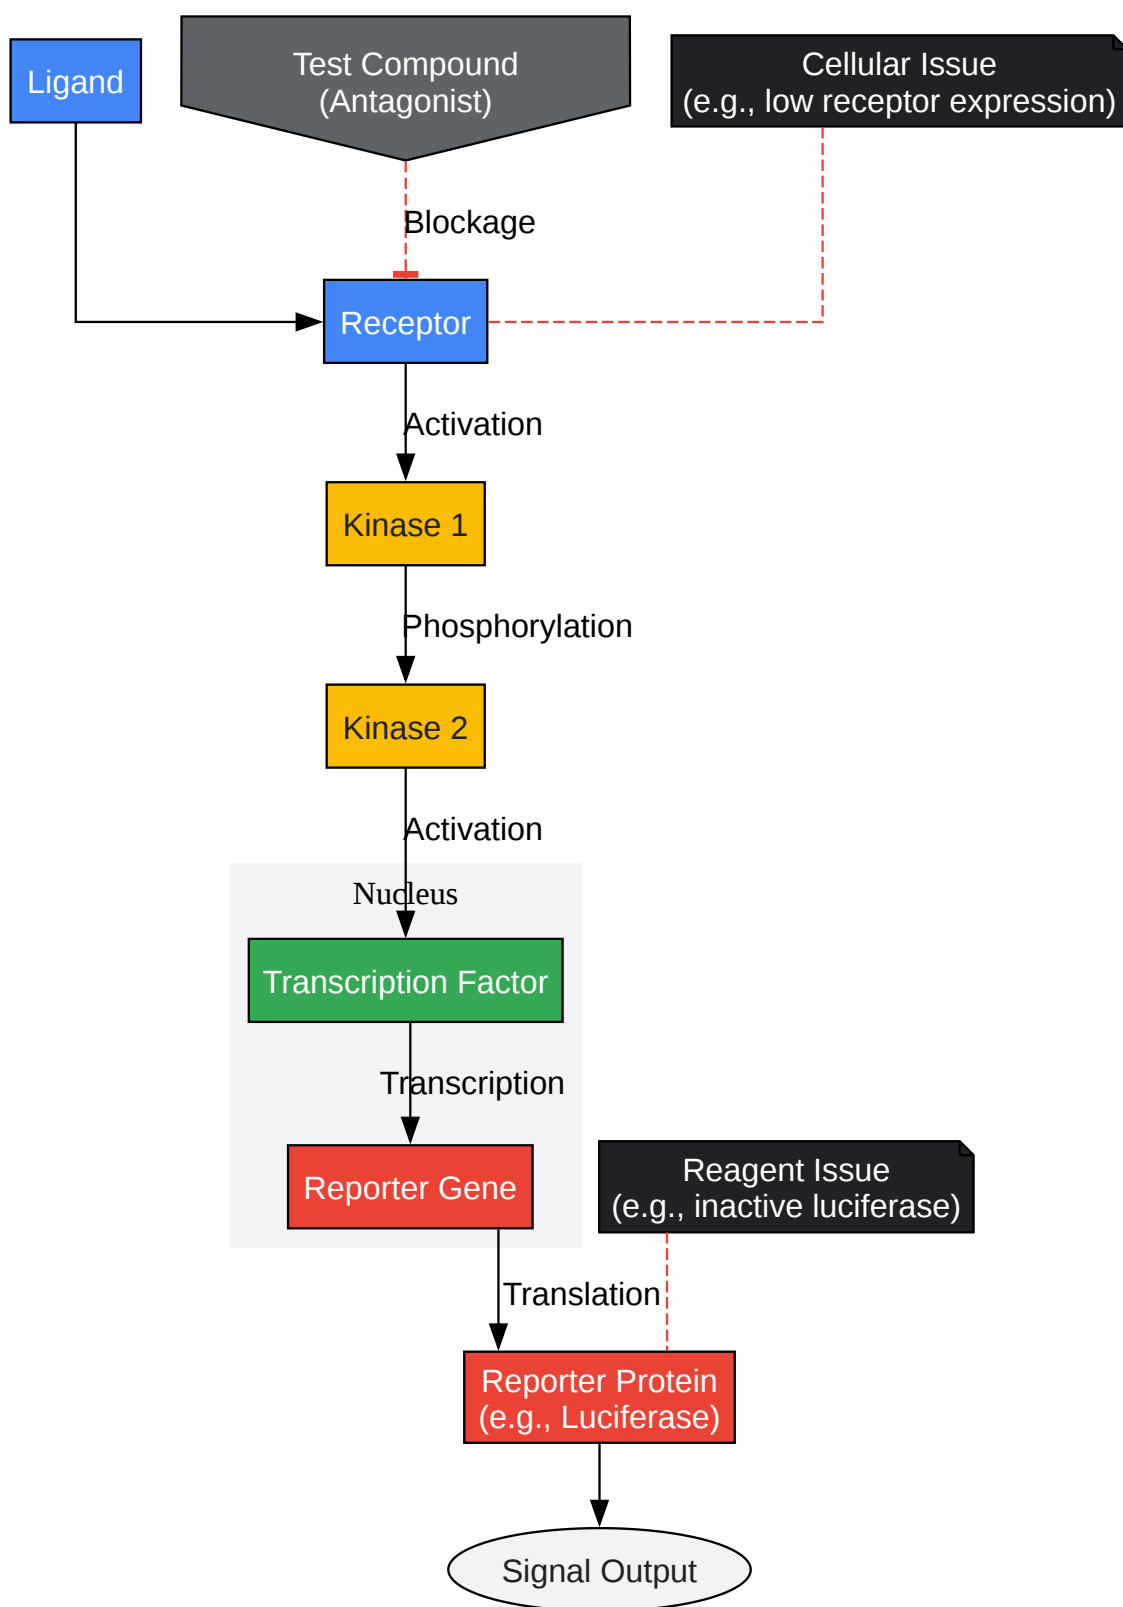 Ligand
Test Compound
(Antagonist)
Cellular Issue
(e.g., low receptor expression)
Blockage
Receptor
Activation
Kinase 1
Phosphorylation
Kinase 2
Activation
Nucleus
Transcription Factor
Transcription
Reporter Gene
Reagent Issue
(e.g., inactive luciferase)
Translation
Reporter Protein
(e.g., Luciferase)
Signal Output